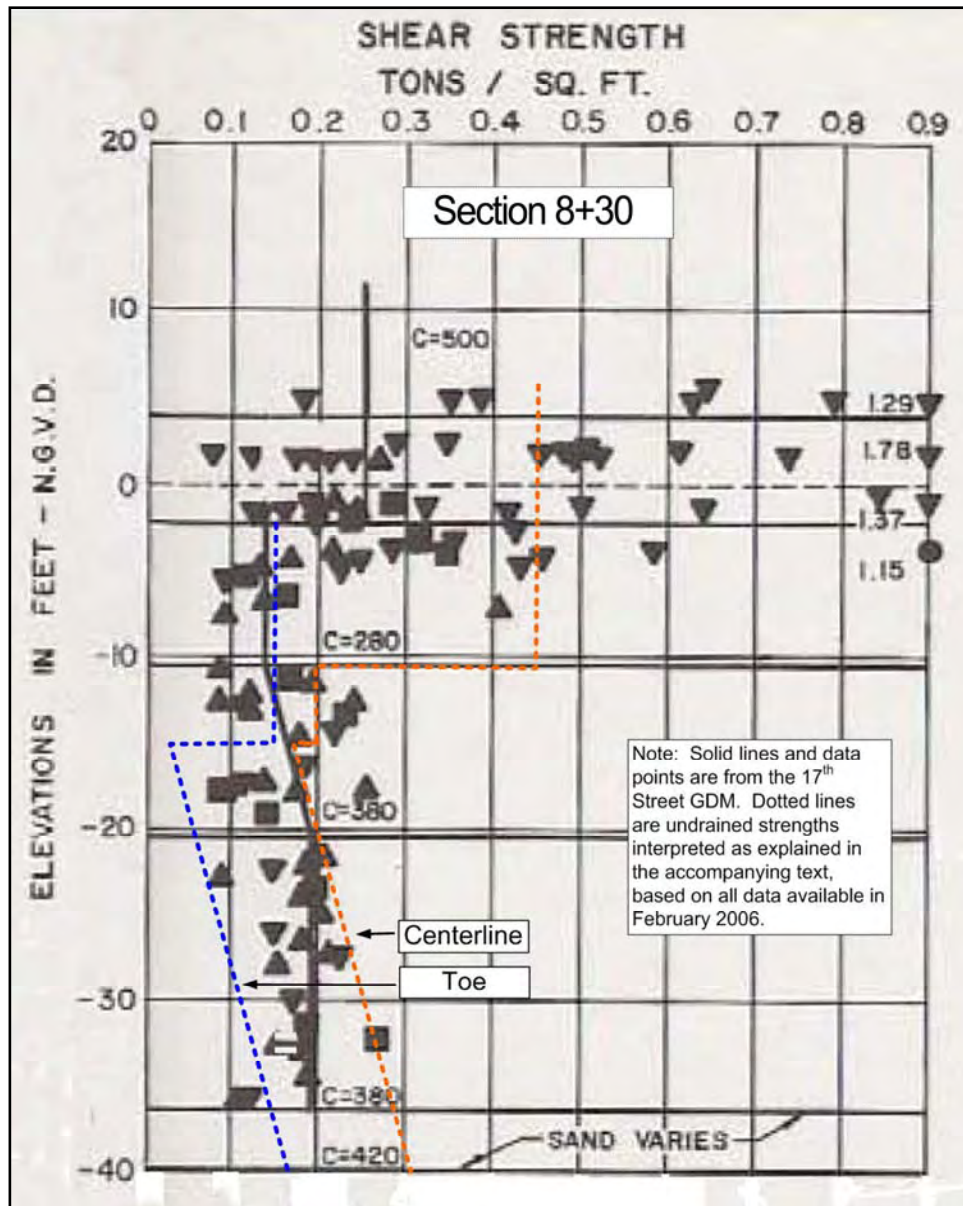 SHEAR STRENGTH
TONS / SQ. FT.
0 0.1 0.2 0.3 0.4 0.5 0.6 0.7 0.8 0.9
20
Section 8+30
10
C=500
1.29
1.78
0
1.37
1.15
C=280
-10
Note: Solid lines and data
points are from the 17th
Street GDM. Dotted lines
are undrained strengths
interpreted as explained in
the accompanying text,
based on all data available in
February 2006.
C=380
-20
Centerline
Toe
-30
C=380
SAND VARIES
C=420
-40
ELEVATIONS IN FEET - N.G.V.D.